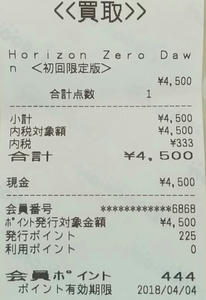 <<買取>>
Horizon Zero Daw
n <初回限定版>
¥4,500
合計点数 1
小計 ¥4,500
内税対象額 ¥4,500
内税 ¥333
合計 ¥4,500
現金 ¥4,500
会員番号 ************6868
ﾎﾟｲﾝﾄ発行対象金額 ¥4,500
発行ポイント 225
利用ポイント 0
会員ﾎﾟｲﾝﾄ 444
ポイント有効期限 2018/04/04